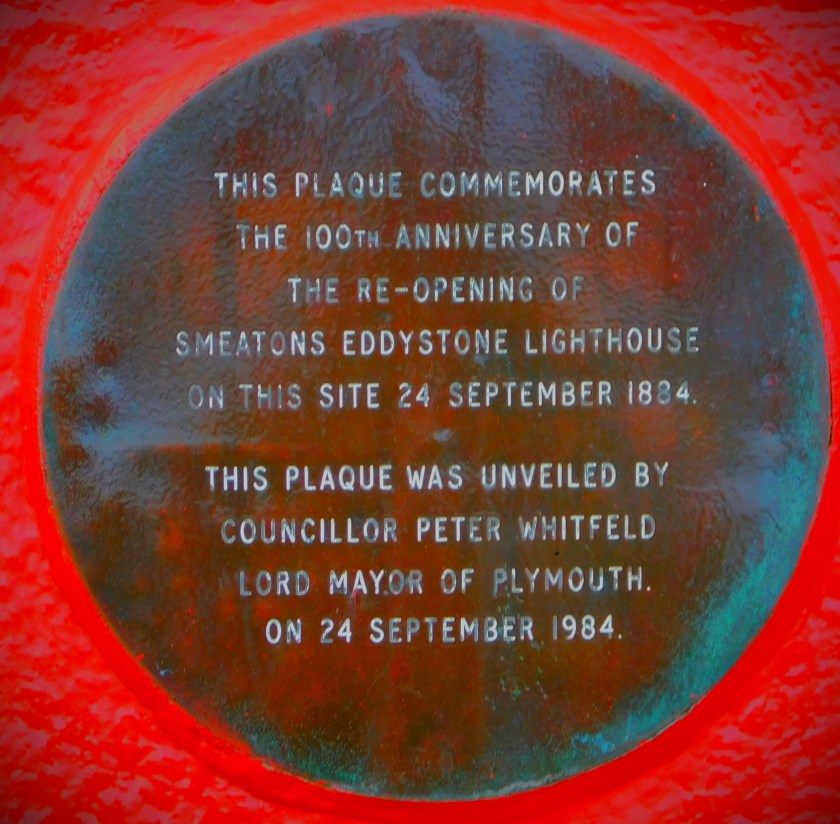 THIS PLAQUE COMMEMORATES
THE 100TH ANNIVERSARY OF
THE RE-OPENING OF
SMEATONS EDDYSTONE LIGHTHOUSE
ON THIS SITE 24 SEPTEMBER 1884.
THIS PLAQUE WAS UNVEILED BY
COUNCILLOR PETER WHITFELD
LORD MAYOR OF PLYMOUTH.
ON 24 SEPTEMBER 1984.